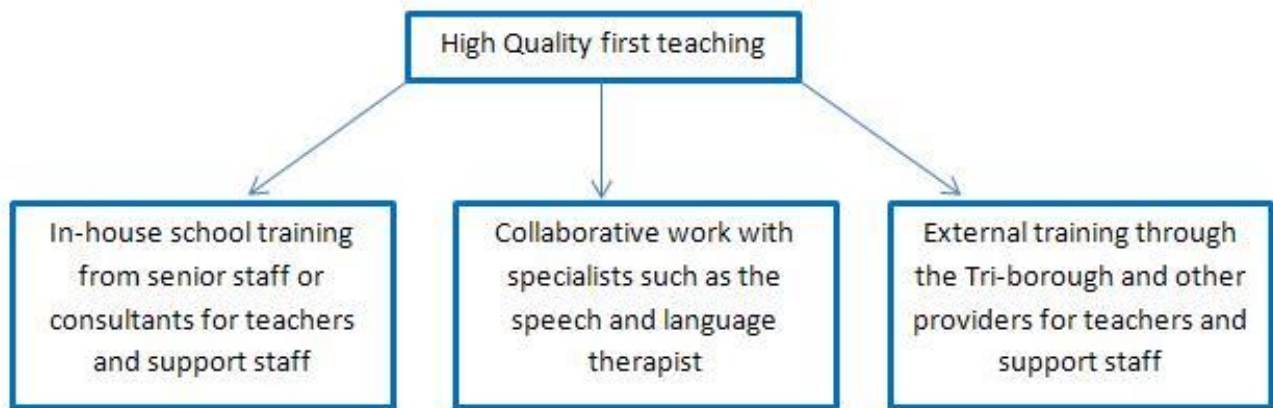 High Quality first teaching
In-house school training
from senior staff or
consultants for teachers
and support staff
Collaborative work with
specialists such as the
speech and language
therapist
External training through
the Tri-borough and other
providers for teachers and
support staff